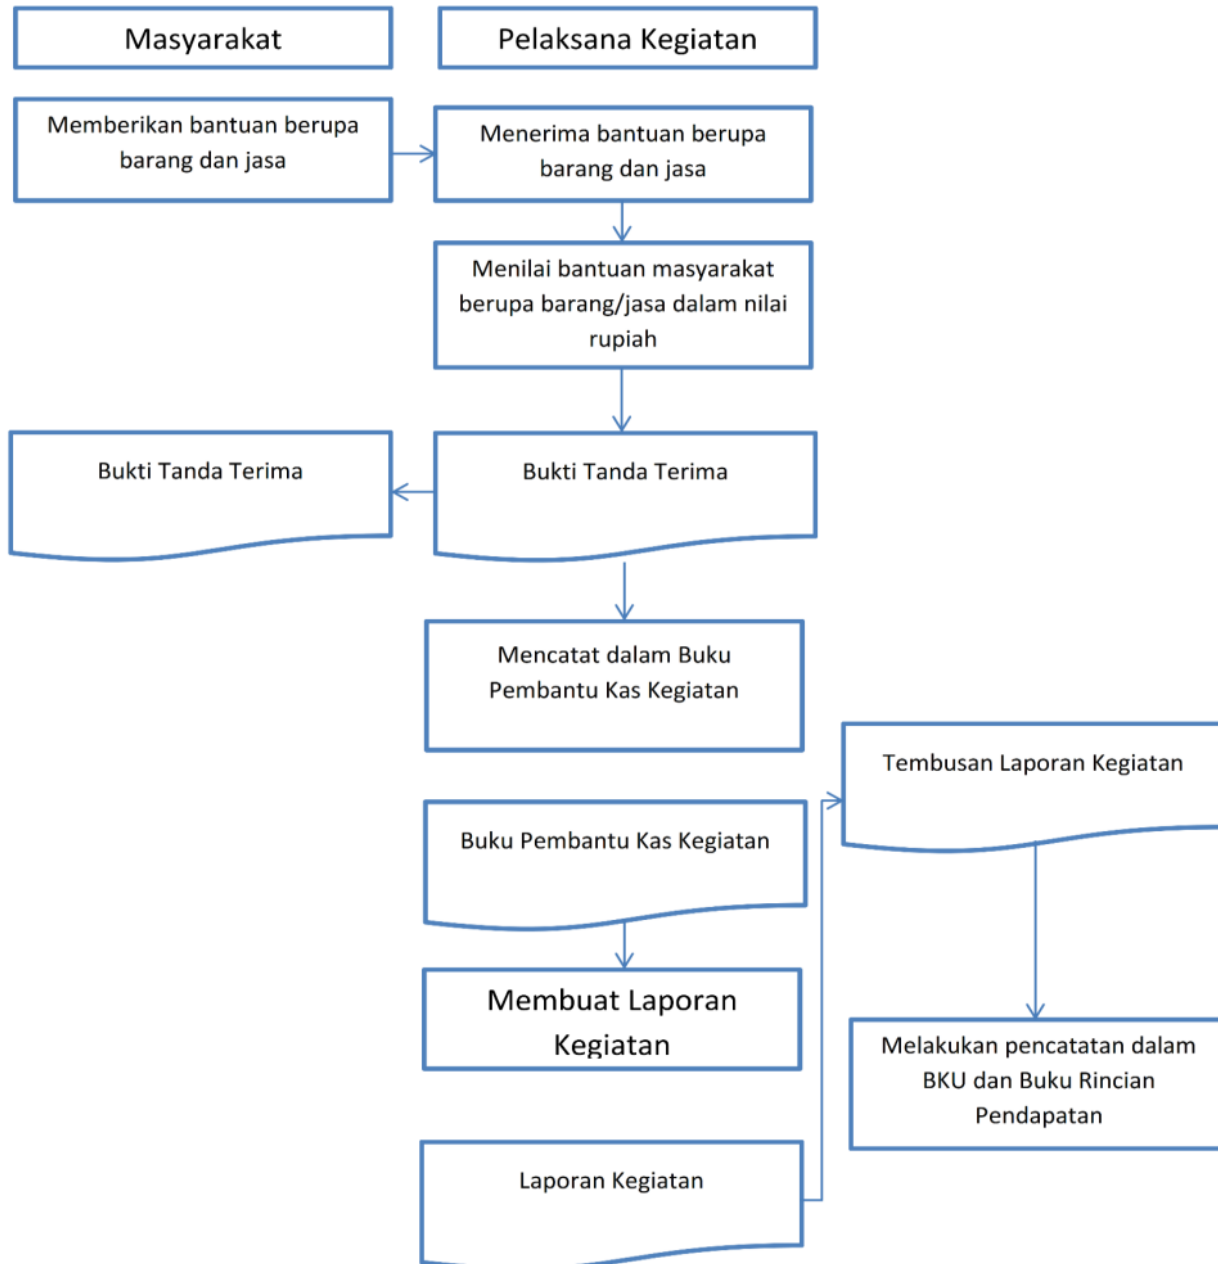 Masyarakat
Pelaksana Kegiatan
Memberikan bantuan berupa
barang dan jasa
Menerima bantuan berupa
barang dan jasa
Menilai bantuan masyarakat
berupa barang/jasa dalam nilai
rupiah
Bukti Tanda Terima
Bukti Tanda Terima
Mencatat dalam Buku
Pembantu Kas Kegiatan
Tembusan Laporan Kegiatan
Buku Pembantu Kas Kegiatan
Membuat Laporan
Kegiatan
Melakukan pencatatan dalam
BKU dan Buku Rincian
Pendapatan
Laporan Kegiatan